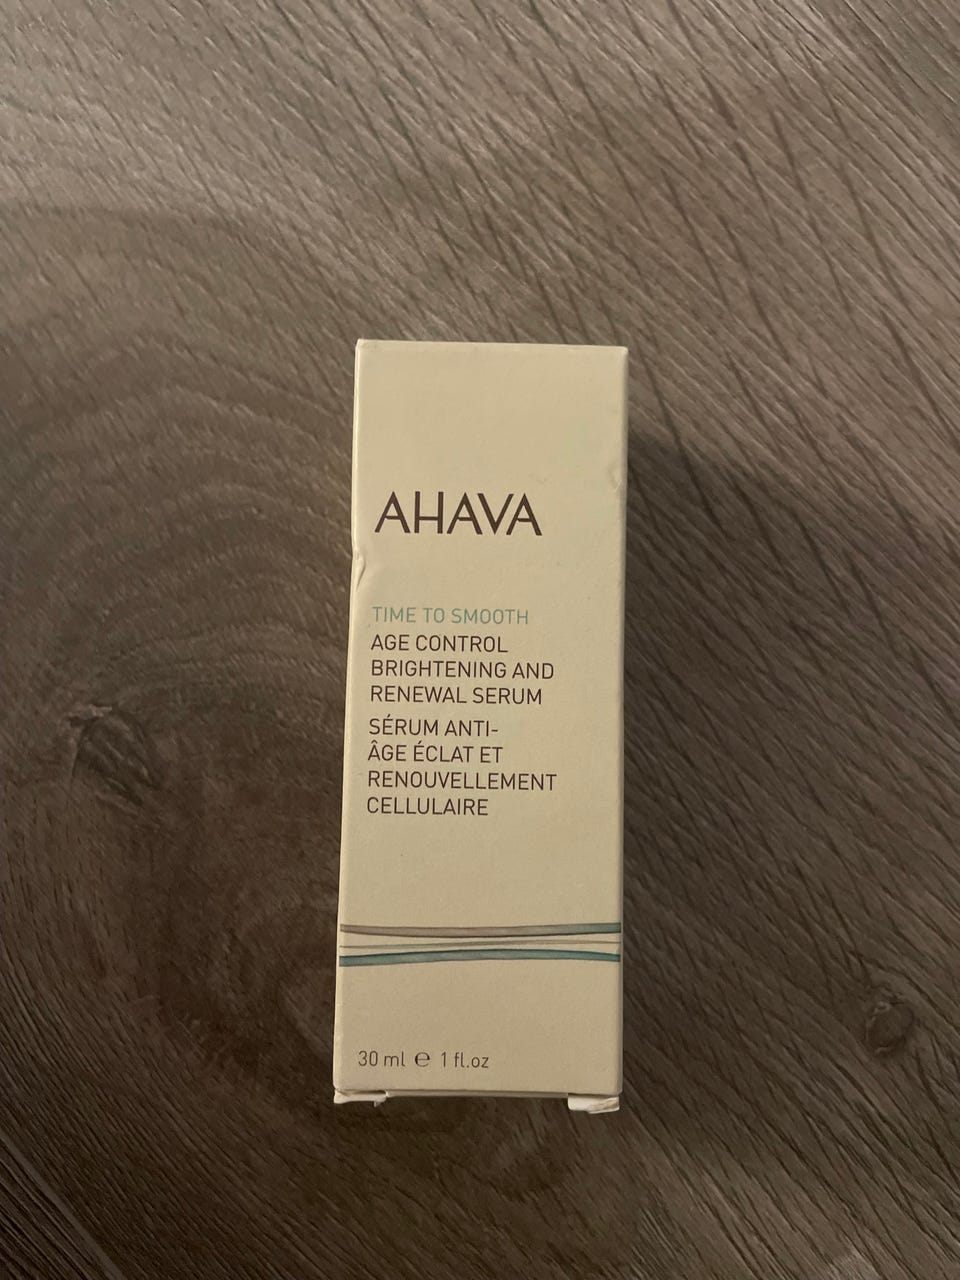 AHAVA
TIME TO SMOOTH
AGE CONTROL
BRIGHTENING AND
RENEWAL SERUM
SÉRUM ANTI-
ÂGE ÉCLAT ET
RENOUVELLEMENT
CELLULAIRE
30 ml ℮ 1 fl.oz